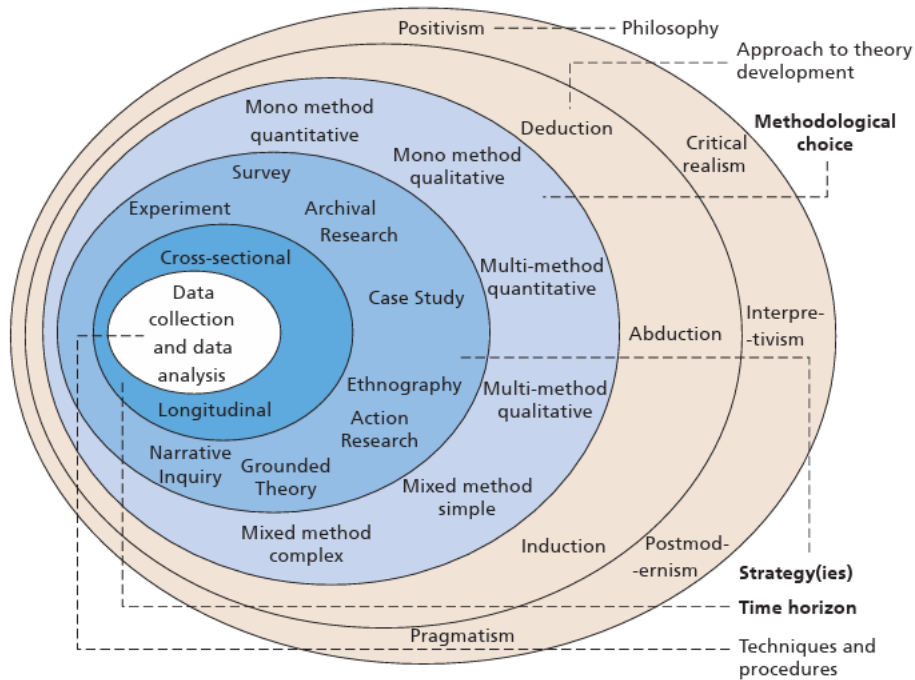 Positivism
Philosophy
Approach to theory
development
Mono method
quantitative
Deduction
Methodological
choice
Critical
realism
Mono method
qualitative
Survey
Experiment
Archival
Research
Cross-sectional
Multi-method
quantitative
Data
collection
and data
analysis
Case Study
Interpre-
-tivism
Abduction
Ethnography
Multi-method
qualitative
Longitudinal
Action
Research
Narrative
Inquiry
Grounded
Theory
Mixed method
simple
Mixed method
complex
Induction
Postmod-
-ernism
Strategy(ies)
Time horizon
Pragmatism
Techniques and
procedures